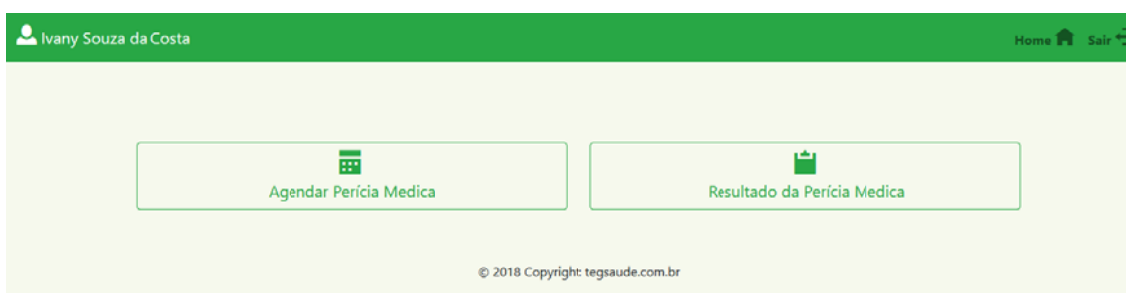 Ivany Souza da Costa
Home Sair
Agendar Perícia Medica
Resultado da Perícia Medica
© 2018 Copyright: tegsaude.com.br